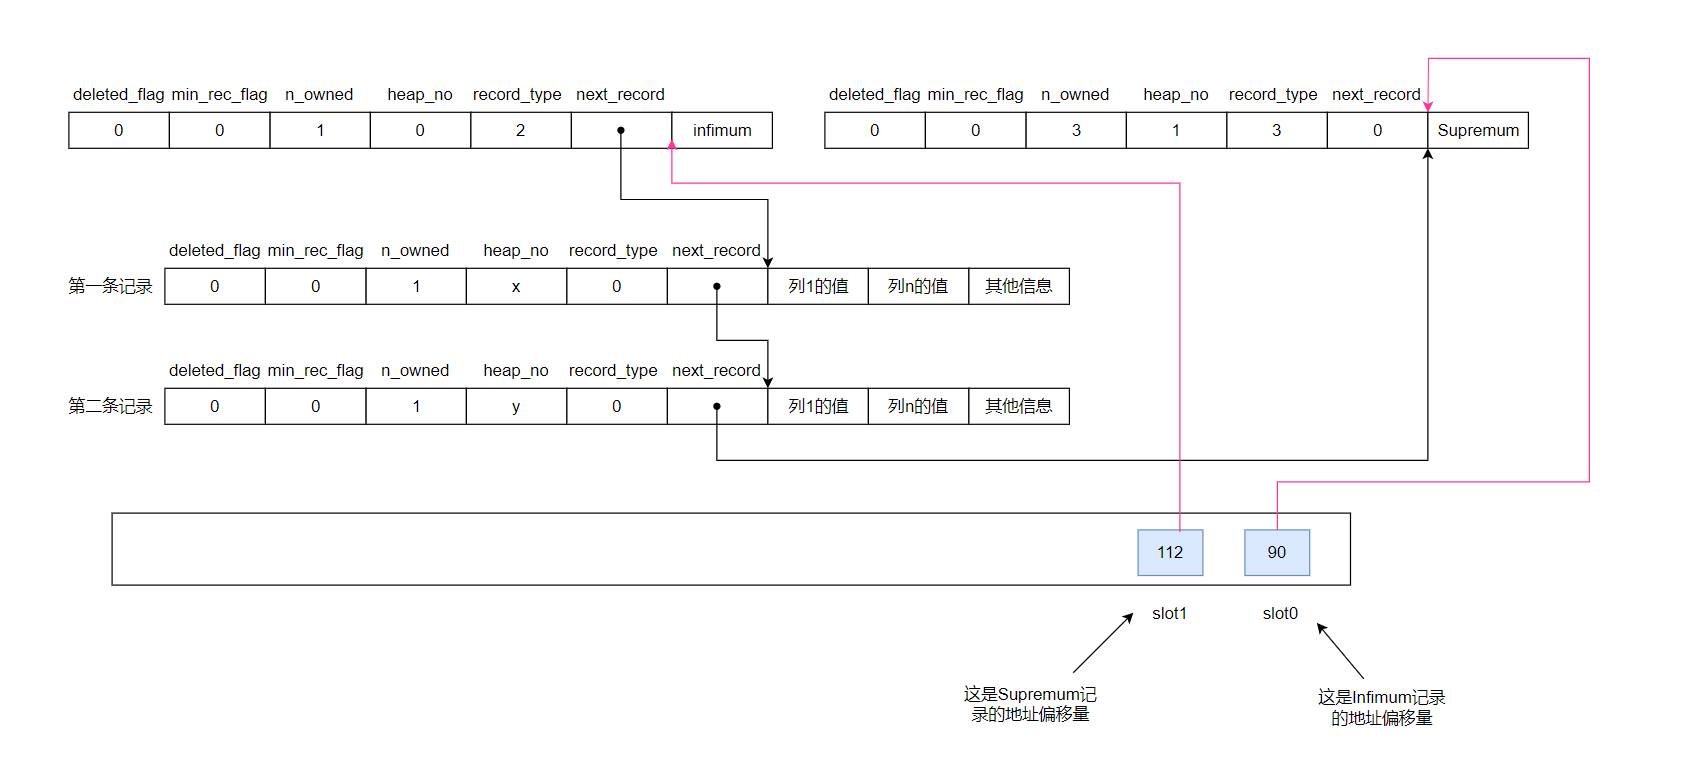 deleted_flag min_rec_flag n_owned heap_no record_type next_record
0 0 1 0 2 infimum
deleted_flag min_rec_flag n_owned heap_no record_type next_record
0 0 3 1 3 0 Supremum
deleted_flag min_rec_flag n_owned heap_no record_type next_record
第一条记录 0 0 1 x 0 列1的值 列n的值 其他信息
deleted_flag min_rec_flag n_owned heap_no record_type next_record
第二条记录 0 0 1 y 0 列1的值 列n的值 其他信息
112 90
slot1 slot0
这是Supremum记
录的地址偏移量
这是Infimum记录
的地址偏移量